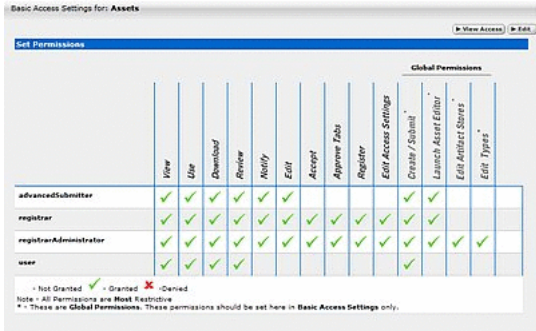 Basic Access Settings for: Assets
View Access Edit
Set Permissions
Global Permissions
View Use Download Review Notify Edit Accept Approve Tabs Register Edit Access Settings Create / Submit* Launch Asset Editor* Edit Artifact Stores* Edit Types*
advancedSubmitter
registrar
registrarAdministrator
user
- Not Granted - Granted -Denied
Note - All Permissions are Most Restrictive
* - These are Global Permissions. These permissions should be set here in Basic Access Settings only.